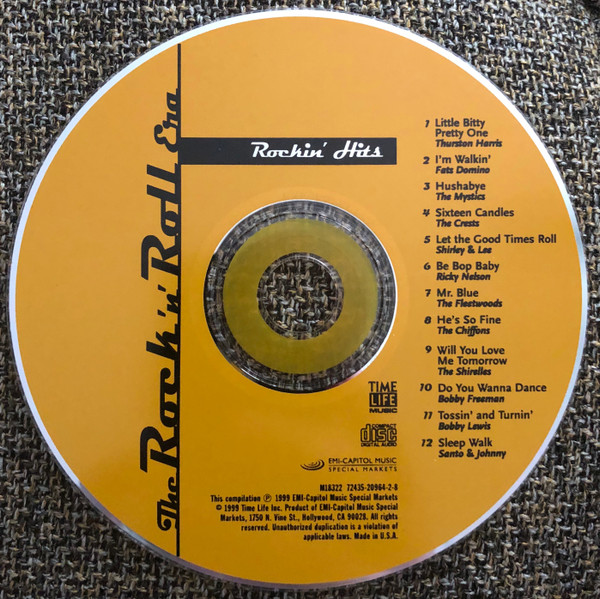 The Rock 'n' Roll Era
Rockin' Hits
1 Little Bitty
Pretty One
Thurston Harris
2 I'm Walkin'
Fats Domino
3 Hushabye
The Mystics
4 Sixteen Candles
The Crests
5 Let the Good Times Roll
Shirley & Lee
6 Be Bop Baby
Ricky Nelson
7 Mr. Blue
The Fleetwoods
8 He's So Fine
The Chiffons
9 Will You Love
Me Tomorrow
The Shirelles
10 Do You Wanna Dance
Bobby Freeman
11 Tossin' and Turnin'
Bobby Lewis
12 Sleep Walk
Santo & Johnny
TIME
LIFE
MUSIC
COMPACT
disc
DIGITAL AUDIO
EMI-CAPITOL MUSIC
SPECIAL MARKETS
M18322 72435-20964-2-8
This compilation ℗ 1999 EMI-Capitol Music Special Markets
© 1999 Time Life Inc. Product of EMI-Capitol Music Special
Markets, 1750 N. Vine St., Hollywood, CA 90028. All rights
reserved. Unauthorized duplication is a violation of
applicable laws. Made in U.S.A.